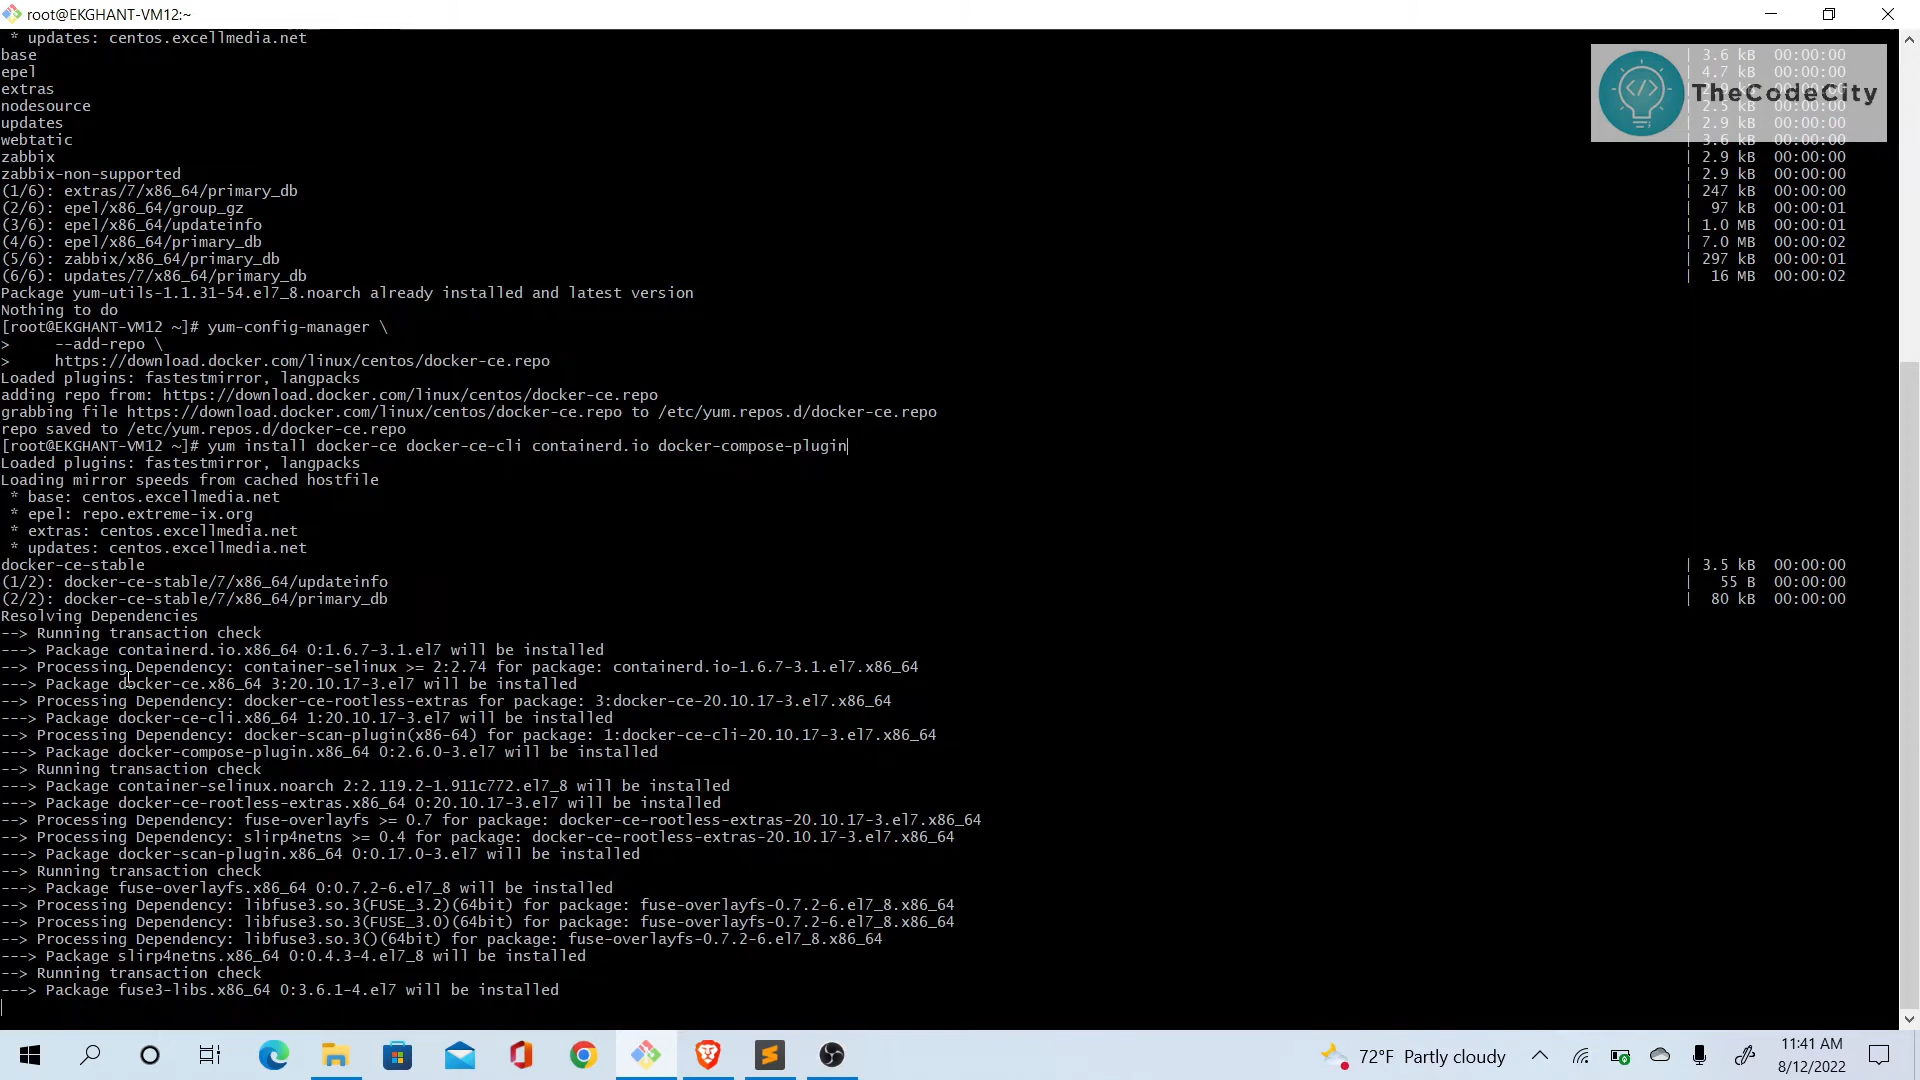 root@EKGHANT-VM12:~
* updates: centos.excellmedia.net
base | 3.6 kB 00:00:00
epel | 4.7 kB 00:00:00
extras
nodesource | 2.5 kB 00:00:00
updates | 2.9 kB 00:00:00
webtatic | 3.6 kB 00:00:00
zabbix | 2.9 kB 00:00:00
zabbix-non-supported | 2.9 kB 00:00:00
TheCodeCity
(1/6): extras/7/x86_64/primary_db | 247 kB 00:00:00
(2/6): epel/x86_64/group_gz | 97 kB 00:00:01
(3/6): epel/x86_64/updateinfo | 1.0 MB 00:00:01
(4/6): epel/x86_64/primary_db | 7.0 MB 00:00:02
(5/6): zabbix/x86_64/primary_db | 297 kB 00:00:01
(6/6): updates/7/x86_64/primary_db | 16 MB 00:00:02
Package yum-utils-1.1.31-54.el7_8.noarch already installed and latest version
Nothing to do
[root@EKGHANT-VM12 ~]# yum-config-manager \
> --add-repo \
> https://download.docker.com/linux/centos/docker-ce.repo
Loaded plugins: fastestmirror, langpacks
adding repo from: https://download.docker.com/linux/centos/docker-ce.repo
grabbing file https://download.docker.com/linux/centos/docker-ce.repo to /etc/yum.repos.d/docker-ce.repo
repo saved to /etc/yum.repos.d/docker-ce.repo
[root@EKGHANT-VM12 ~]# yum install docker-ce docker-ce-cli containerd.io docker-compose-plugin
Loaded plugins: fastestmirror, langpacks
Loading mirror speeds from cached hostfile
* base: centos.excellmedia.net
* epel: repo.extreme-ix.org
* extras: centos.excellmedia.net
* updates: centos.excellmedia.net
docker-ce-stable | 3.5 kB 00:00:00
(1/2): docker-ce-stable/7/x86_64/updateinfo | 55 B 00:00:00
(2/2): docker-ce-stable/7/x86_64/primary_db | 80 kB 00:00:00
Resolving Dependencies
--> Running transaction check
---> Package containerd.io.x86_64 0:1.6.7-3.1.el7 will be installed
--> Processing Dependency: container-selinux >= 2:2.74 for package: containerd.io-1.6.7-3.1.el7.x86_64
---> Package docker-ce.x86_64 3:20.10.17-3.el7 will be installed
--> Processing Dependency: docker-ce-rootless-extras for package: 3:docker-ce-20.10.17-3.el7.x86_64
---> Package docker-ce-cli.x86_64 1:20.10.17-3.el7 will be installed
--> Processing Dependency: docker-scan-plugin(x86-64) for package: 1:docker-ce-cli-20.10.17-3.el7.x86_64
---> Package docker-compose-plugin.x86_64 0:2.6.0-3.el7 will be installed
--> Running transaction check
---> Package container-selinux.noarch 2:2.119.2-1.911c772.el7_8 will be installed
---> Package docker-ce-rootless-extras.x86_64 0:20.10.17-3.el7 will be installed
--> Processing Dependency: fuse-overlayfs >= 0.7 for package: docker-ce-rootless-extras-20.10.17-3.el7.x86_64
--> Processing Dependency: slirp4netns >= 0.4 for package: docker-ce-rootless-extras-20.10.17-3.el7.x86_64
---> Package docker-scan-plugin.x86_64 0:0.17.0-3.el7 will be installed
--> Running transaction check
---> Package fuse-overlayfs.x86_64 0:0.7.2-6.el7_8 will be installed
--> Processing Dependency: libfuse3.so.3(FUSE_3.2)(64bit) for package: fuse-overlayfs-0.7.2-6.el7_8.x86_64
--> Processing Dependency: libfuse3.so.3(FUSE_3.0)(64bit) for package: fuse-overlayfs-0.7.2-6.el7_8.x86_64
--> Processing Dependency: libfuse3.so.3()(64bit) for package: fuse-overlayfs-0.7.2-6.el7_8.x86_64
---> Package slirp4netns.x86_64 0:0.4.3-4.el7_8 will be installed
--> Running transaction check
---> Package fuse3-libs.x86_64 0:3.6.1-4.el7 will be installed
72°F Partly cloudy
11:41 AM
8/12/2022